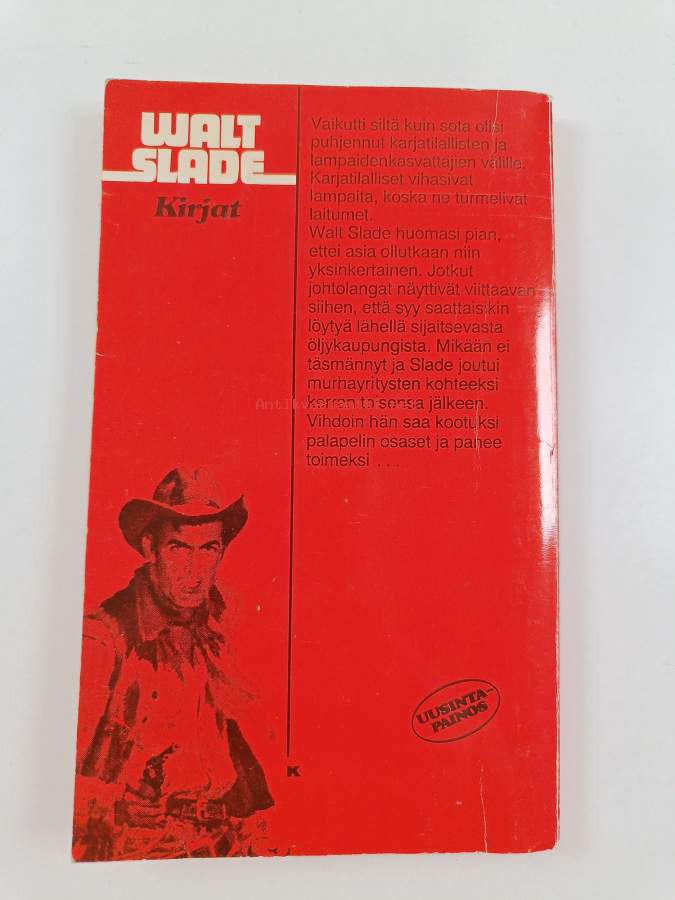 WALT
SLADE
Kirjat
Vaikutti siltä kuin sota olisi
puhjennut karjatilallisten ja
lampaidenkasvattajien välille.
Karjatilalliset vihasivat
lampaita, koska ne turmelivat
laitumet.
Walt Slade huomasi pian,
ettei asia ollutkaan niin
yksinkertainen. Jotkut
johtolangat näyttivät viittaavan
siihen, että syy saattaisikin
löytyä lähellä sijaitsevasta
öljykaupungista. Mikään ei
täsmännyt ja Slade joutui
murhayritysten kohteeksi
kerran toisensa jälkeen.
Vihdoin hän saa kootuksi
palapelin osaset ja panee
toimeksi ...
UUSINTA-
PAINOS
K